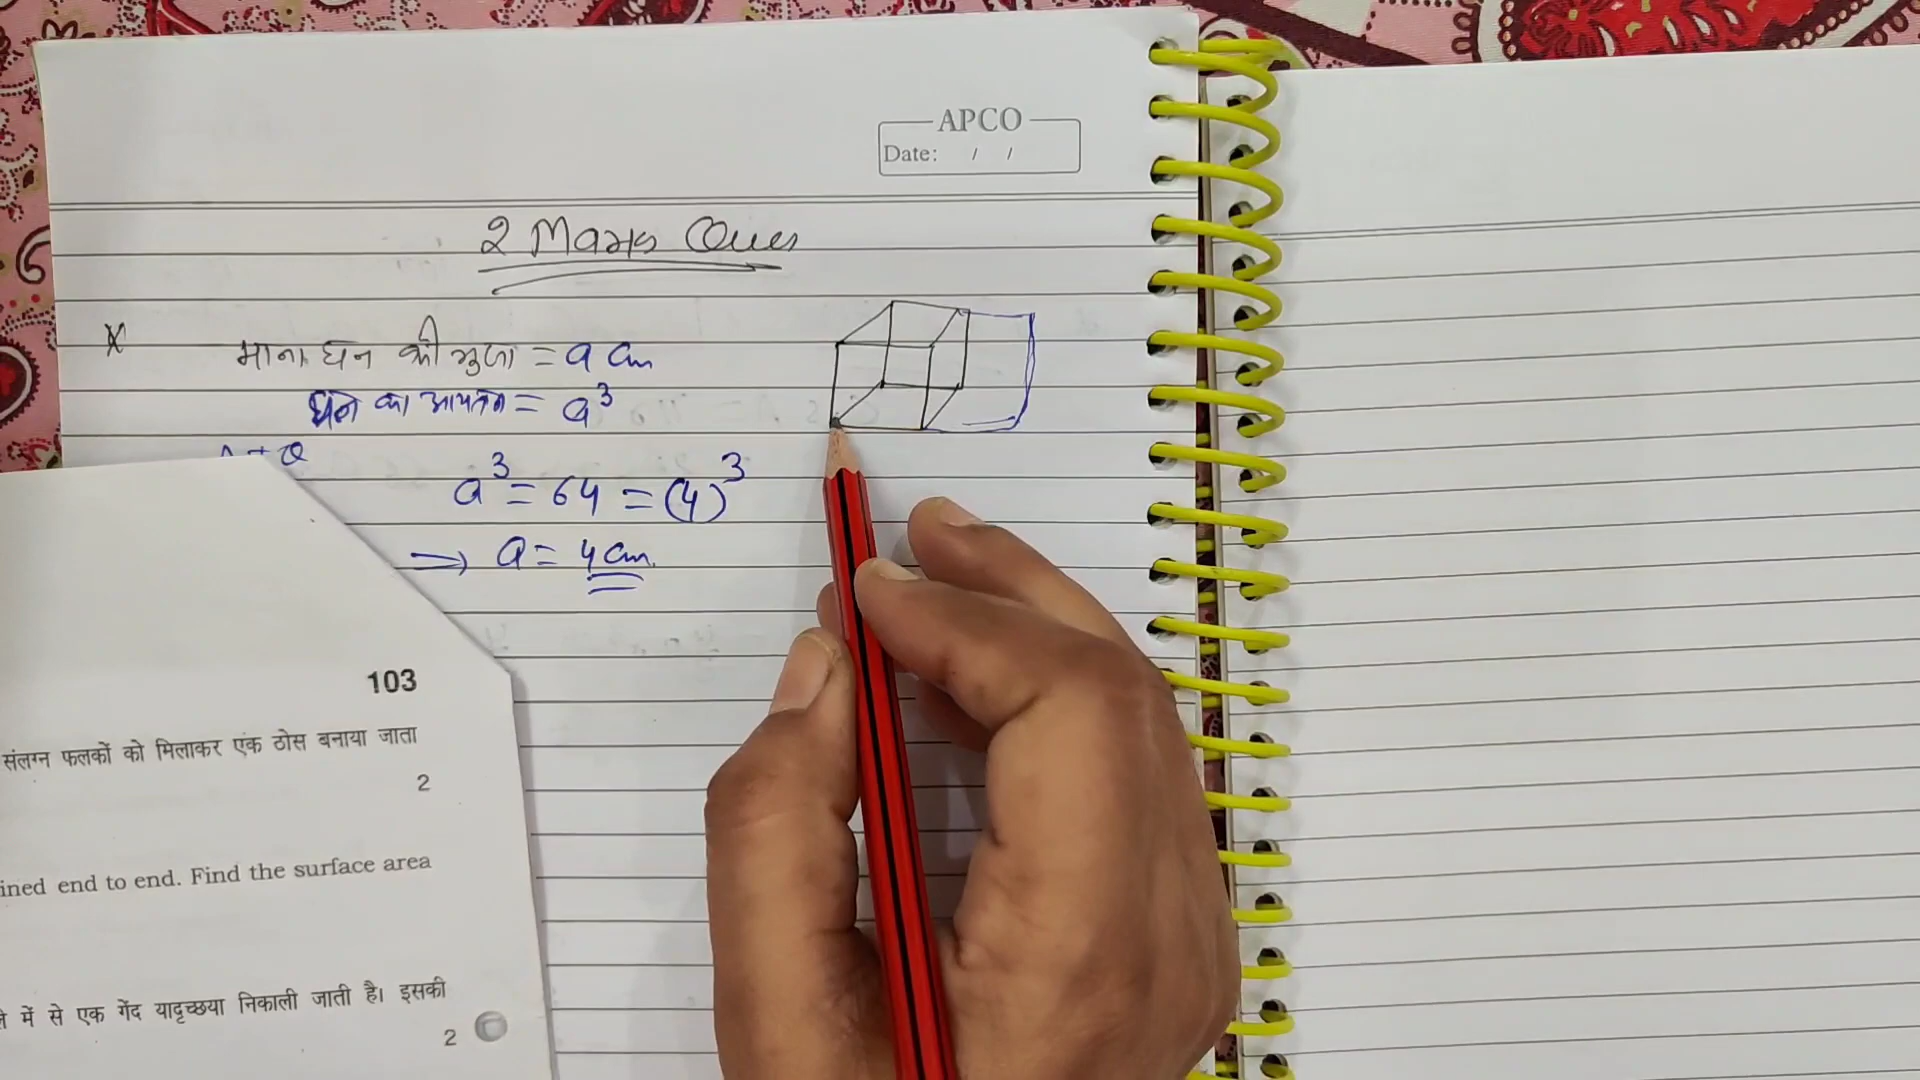 APCO
Date: / /
2 Marks Ques
माना घन की भुजा = a cm
घन का आयतन = a³
a³ = 64 = (4)³
⇒ a = 4 cm.
103
संलग्न फलकों को मिलाकर एक ठोस बनाया जाता
2
ined end to end. Find the surface area
में से एक गेंद यादृच्छया निकाली जाती है। इसकी
2